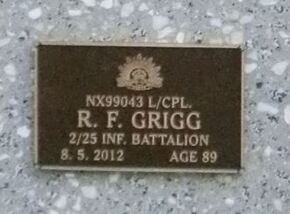 NX99043 L/CPL.
R. F. GRIGG
2/25 INF. BATTALION
8. 5. 2012 AGE 89